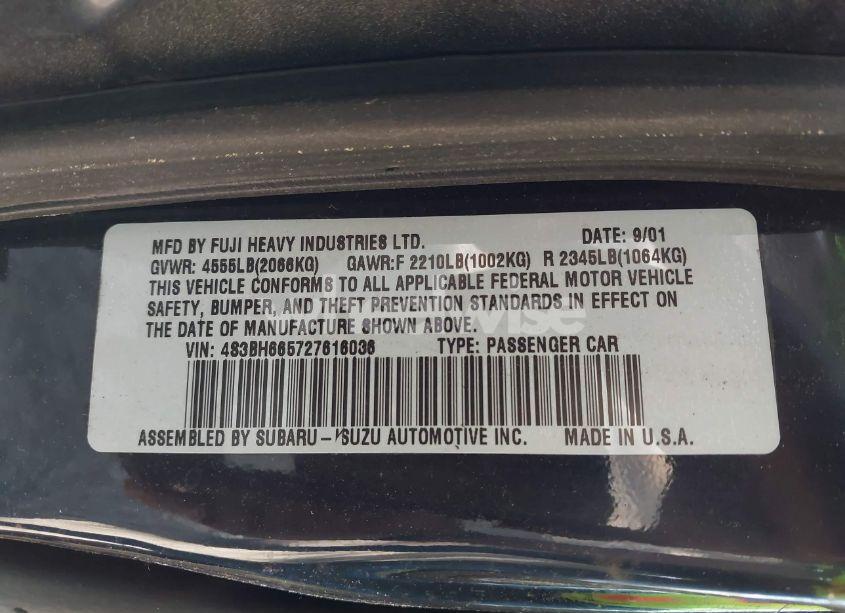 MFD BY FUJI HEAVY INDUSTRIES LTD. DATE: 9/01
GVWR: 4555LB(2066KG) GAWR:F 2210LB(1002KG) R 2345LB(1064KG)
THIS VEHICLE CONFORMS TO ALL APPLICABLE FEDERAL MOTOR VEHICLE
SAFETY, BUMPER, AND THEFT PREVENTION STANDARDS IN EFFECT ON
THE DATE OF MANUFACTURE SHOWN ABOVE.
VIN: 4S3BH665727616036 TYPE: PASSENGER CAR
ASSEMBLED BY SUBARU-ISUZU AUTOMOTIVE INC. MADE IN U.S.A.